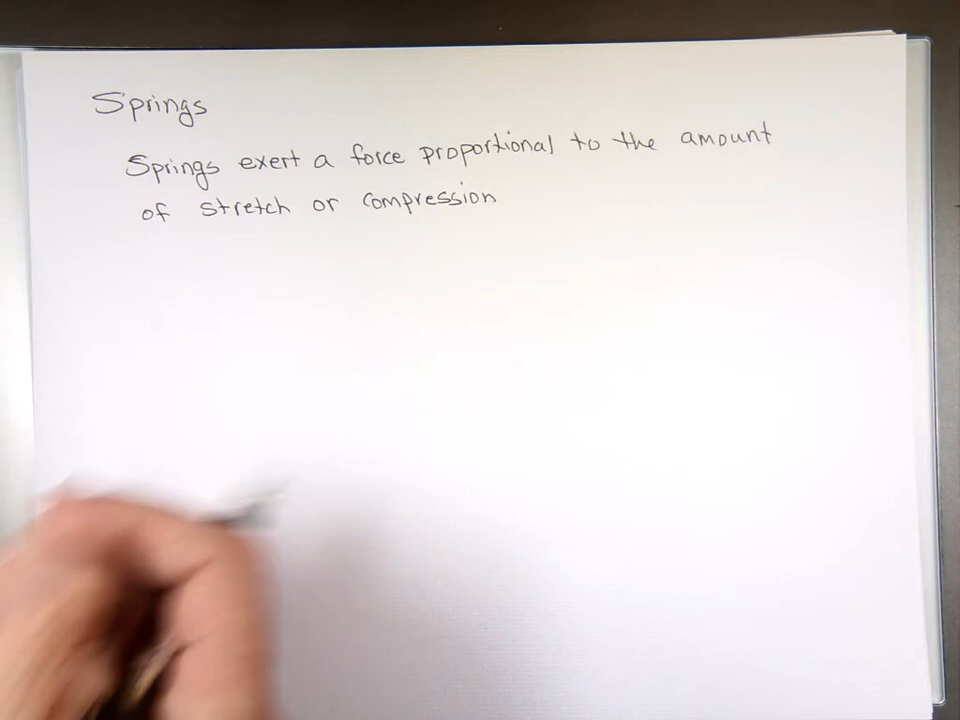 Springs
Springs exert a force proportional to the amount
of stretch or compression